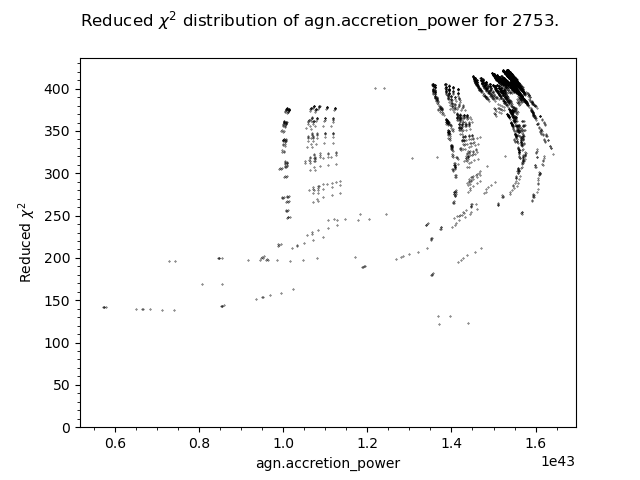 Reduced χ² distribution of agn.accretion_power for 2753.
400
350
300
250
200
150
100
50
0
Reduced χ²
0.6 0.8 1.0 1.2 1.4 1.6
1e43
agn.accretion_power